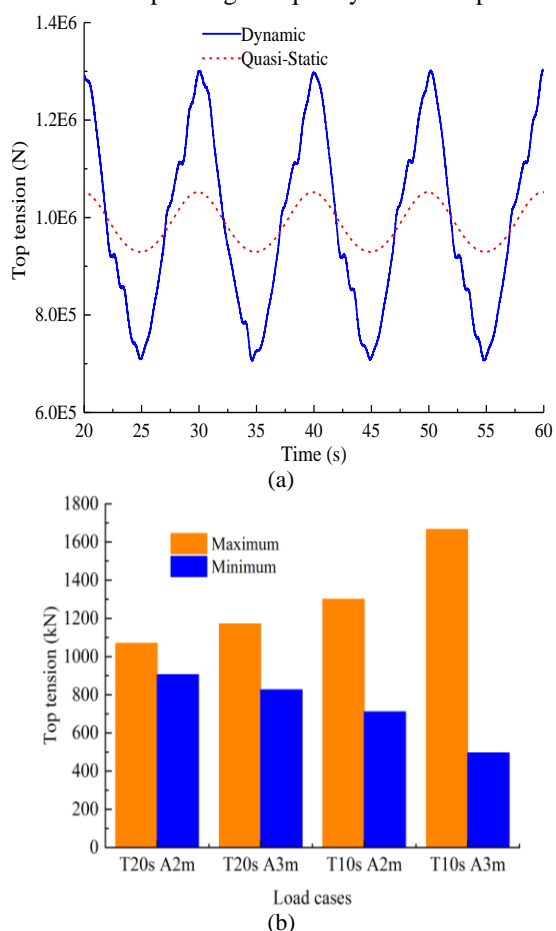 1.4E6
Dynamic
Quasi-Static
1.2E6
1.0E6
8.0E5
6.0E5
Top tension (N)
20 25 30 35 40 45 50 55 60
Time (s)
(a)
1800
1600
1400
1200
1000
800
600
400
200
0
Maximum
Minimum
Top tension (kN)
T20s A2m T20s A3m T10s A2m T10s A3m
Load cases
(b)